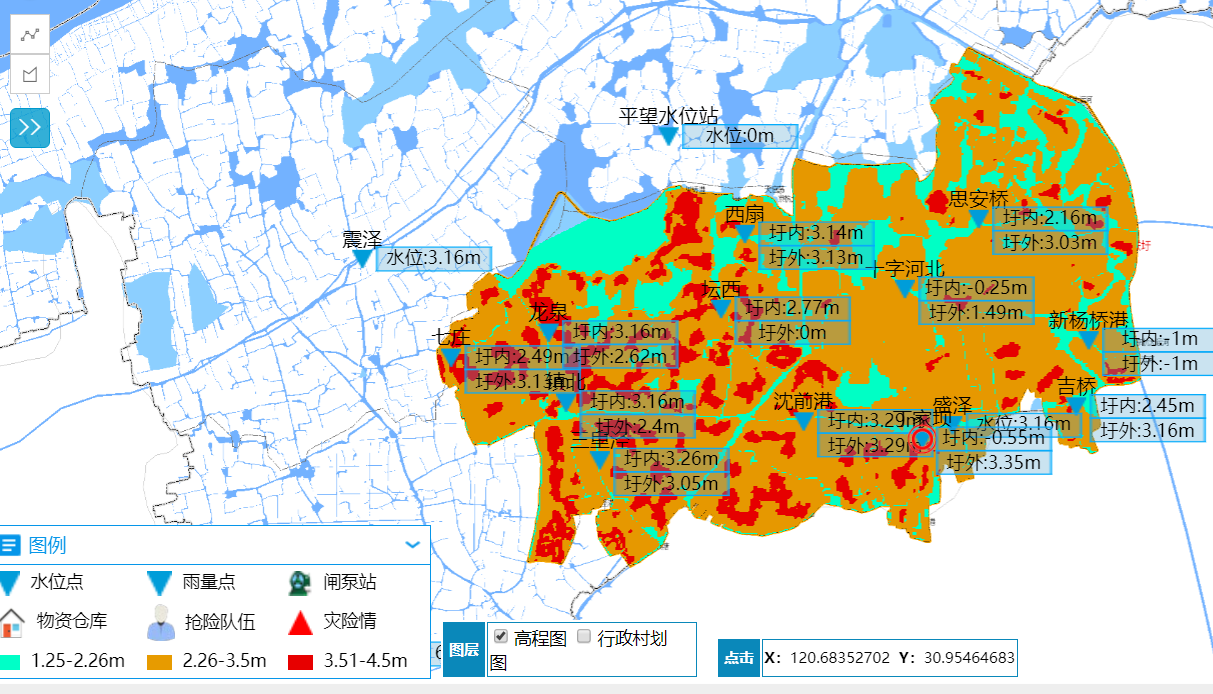 平望水位站
水位:0m
思安桥
圩内:2.16m
圩外:3.03m
圩
西扇
圩内:3.14m
圩外:3.13m
震泽
水位:3.16m
十字河北
圩内:-0.25m
圩外:1.49m
坛西
圩内:2.77m
圩外:0m
龙泉
圩内:3.16m
圩外:2.62m
新杨桥港
圩内:-1m
圩外:-1m
七庄
圩内:2.49m
圩外:3.13m
北
圩内:3.16m
圩外:2.4m
吉桥
圩内:2.45m
圩外:3.16m
沈前港
圩内:3.29m
圩外:3.29m
盛泽
水位:3.16m
家坝
圩内:-0.55m
圩外:3.35m
三里
圩内:3.26m
圩外:3.05m
图例
水位点 雨量点 闸泵站
物资仓库 抢险队伍 灾险情
1.25-2.26m 2.26-3.5m 3.51-4.5m
图层
高程图 行政村划
图
点击
X: 120.68352702 Y: 30.95464683